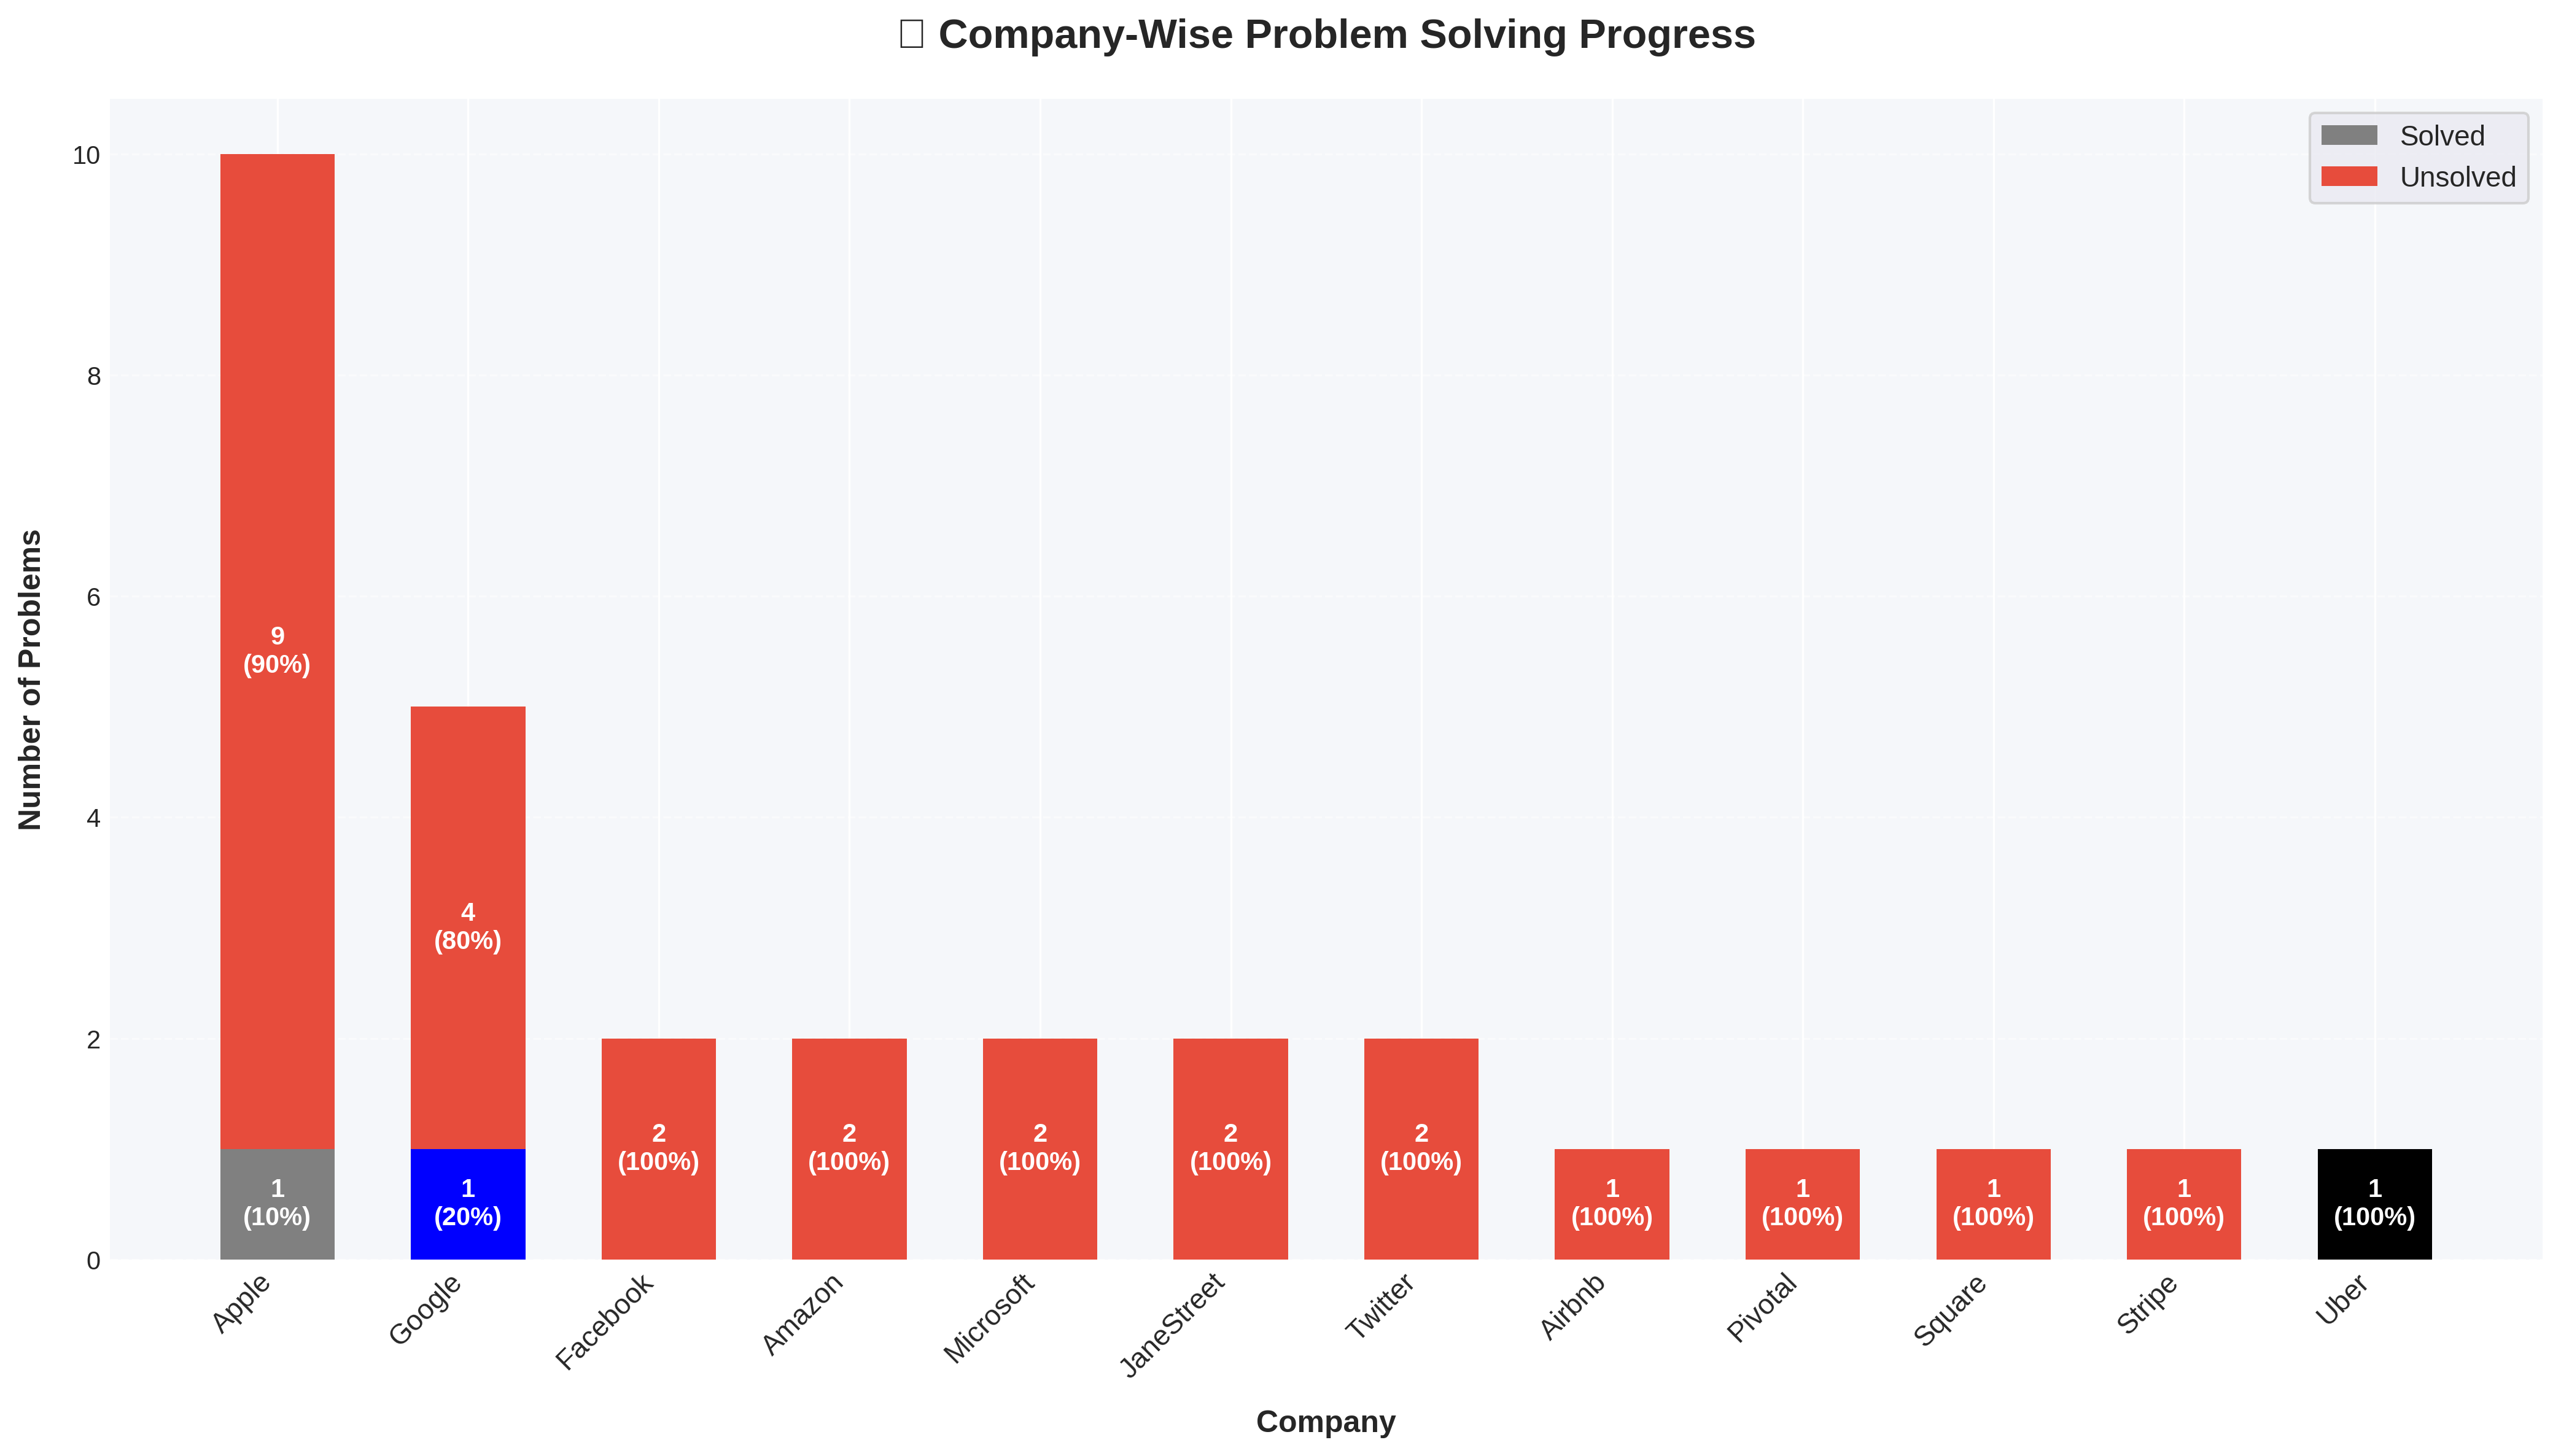 Company-Wise Problem Solving Progress
Solved
Unsolved
Number of Problems
10
8
6
4
2
0
9
(90%)
1
(10%)
4
(80%)
1
(20%)
2
(100%)
2
(100%)
2
(100%)
2
(100%)
2
(100%)
1
(100%)
1
(100%)
1
(100%)
1
(100%)
1
(100%)
Apple
Google
Facebook
Amazon
Microsoft
JaneStreet
Twitter
Airbnb
Pivotal
Square
Stripe
Uber
Company